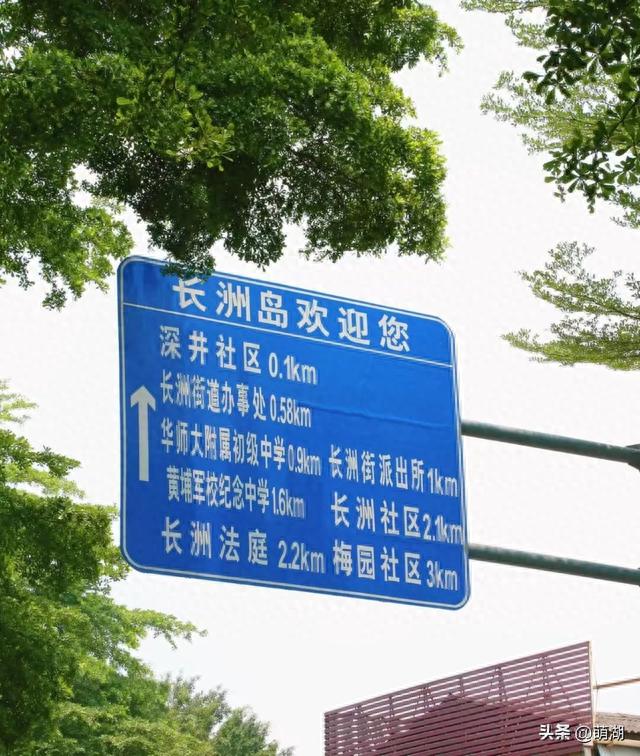 长洲岛欢迎您
深井社区 0.1km
长洲街道办事处 0.58km
华师大附属初级中学 0.9km 长洲街派出所 1km
黄埔军校纪念中学 1.6km 长洲社区 2.1km
长洲法庭 2.2km 梅园社区 3km
头条 @萌湖